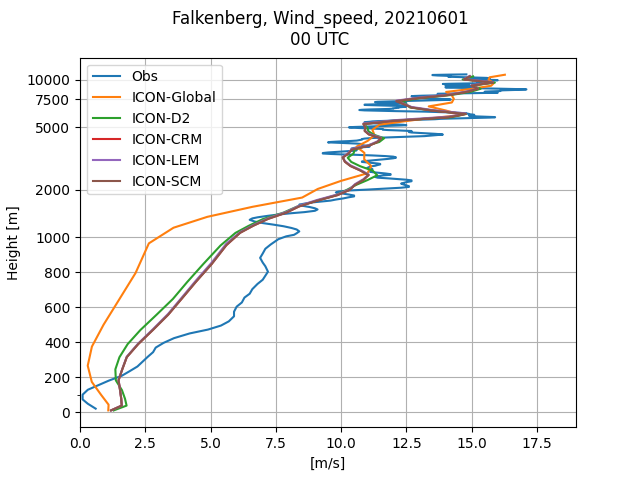 Falkenberg, Wind_speed, 20210601
00 UTC
Obs
ICON-Global
ICON-D2
ICON-CRM
ICON-LEM
ICON-SCM
Height [m]
10000
7500
5000
2000
1000
800
600
400
200
0
0.0 2.5 5.0 7.5 10.0 12.5 15.0 17.5
[m/s]